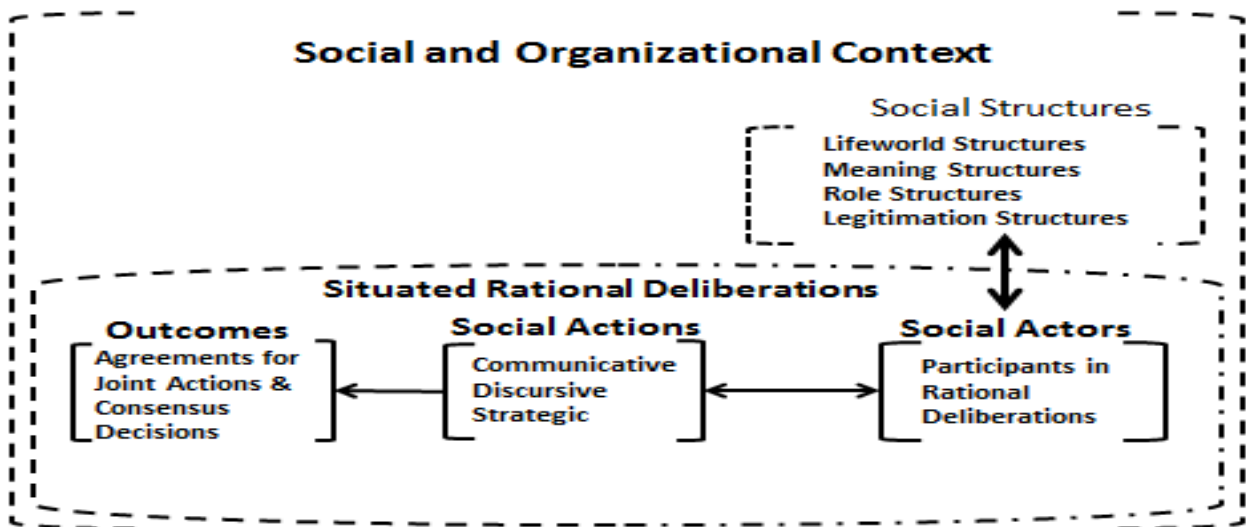 Social and Organizational Context
Social Structures
Lifeworld Structures
Meaning Structures
Role Structures
Legitimation Structures
Situated Rational Deliberations
Outcomes
Agreements for
Joint Actions &
Consensus
Decisions
Social Actions
Communicative
Discursive
Strategic
Social Actors
Participants in
Rational
Deliberations